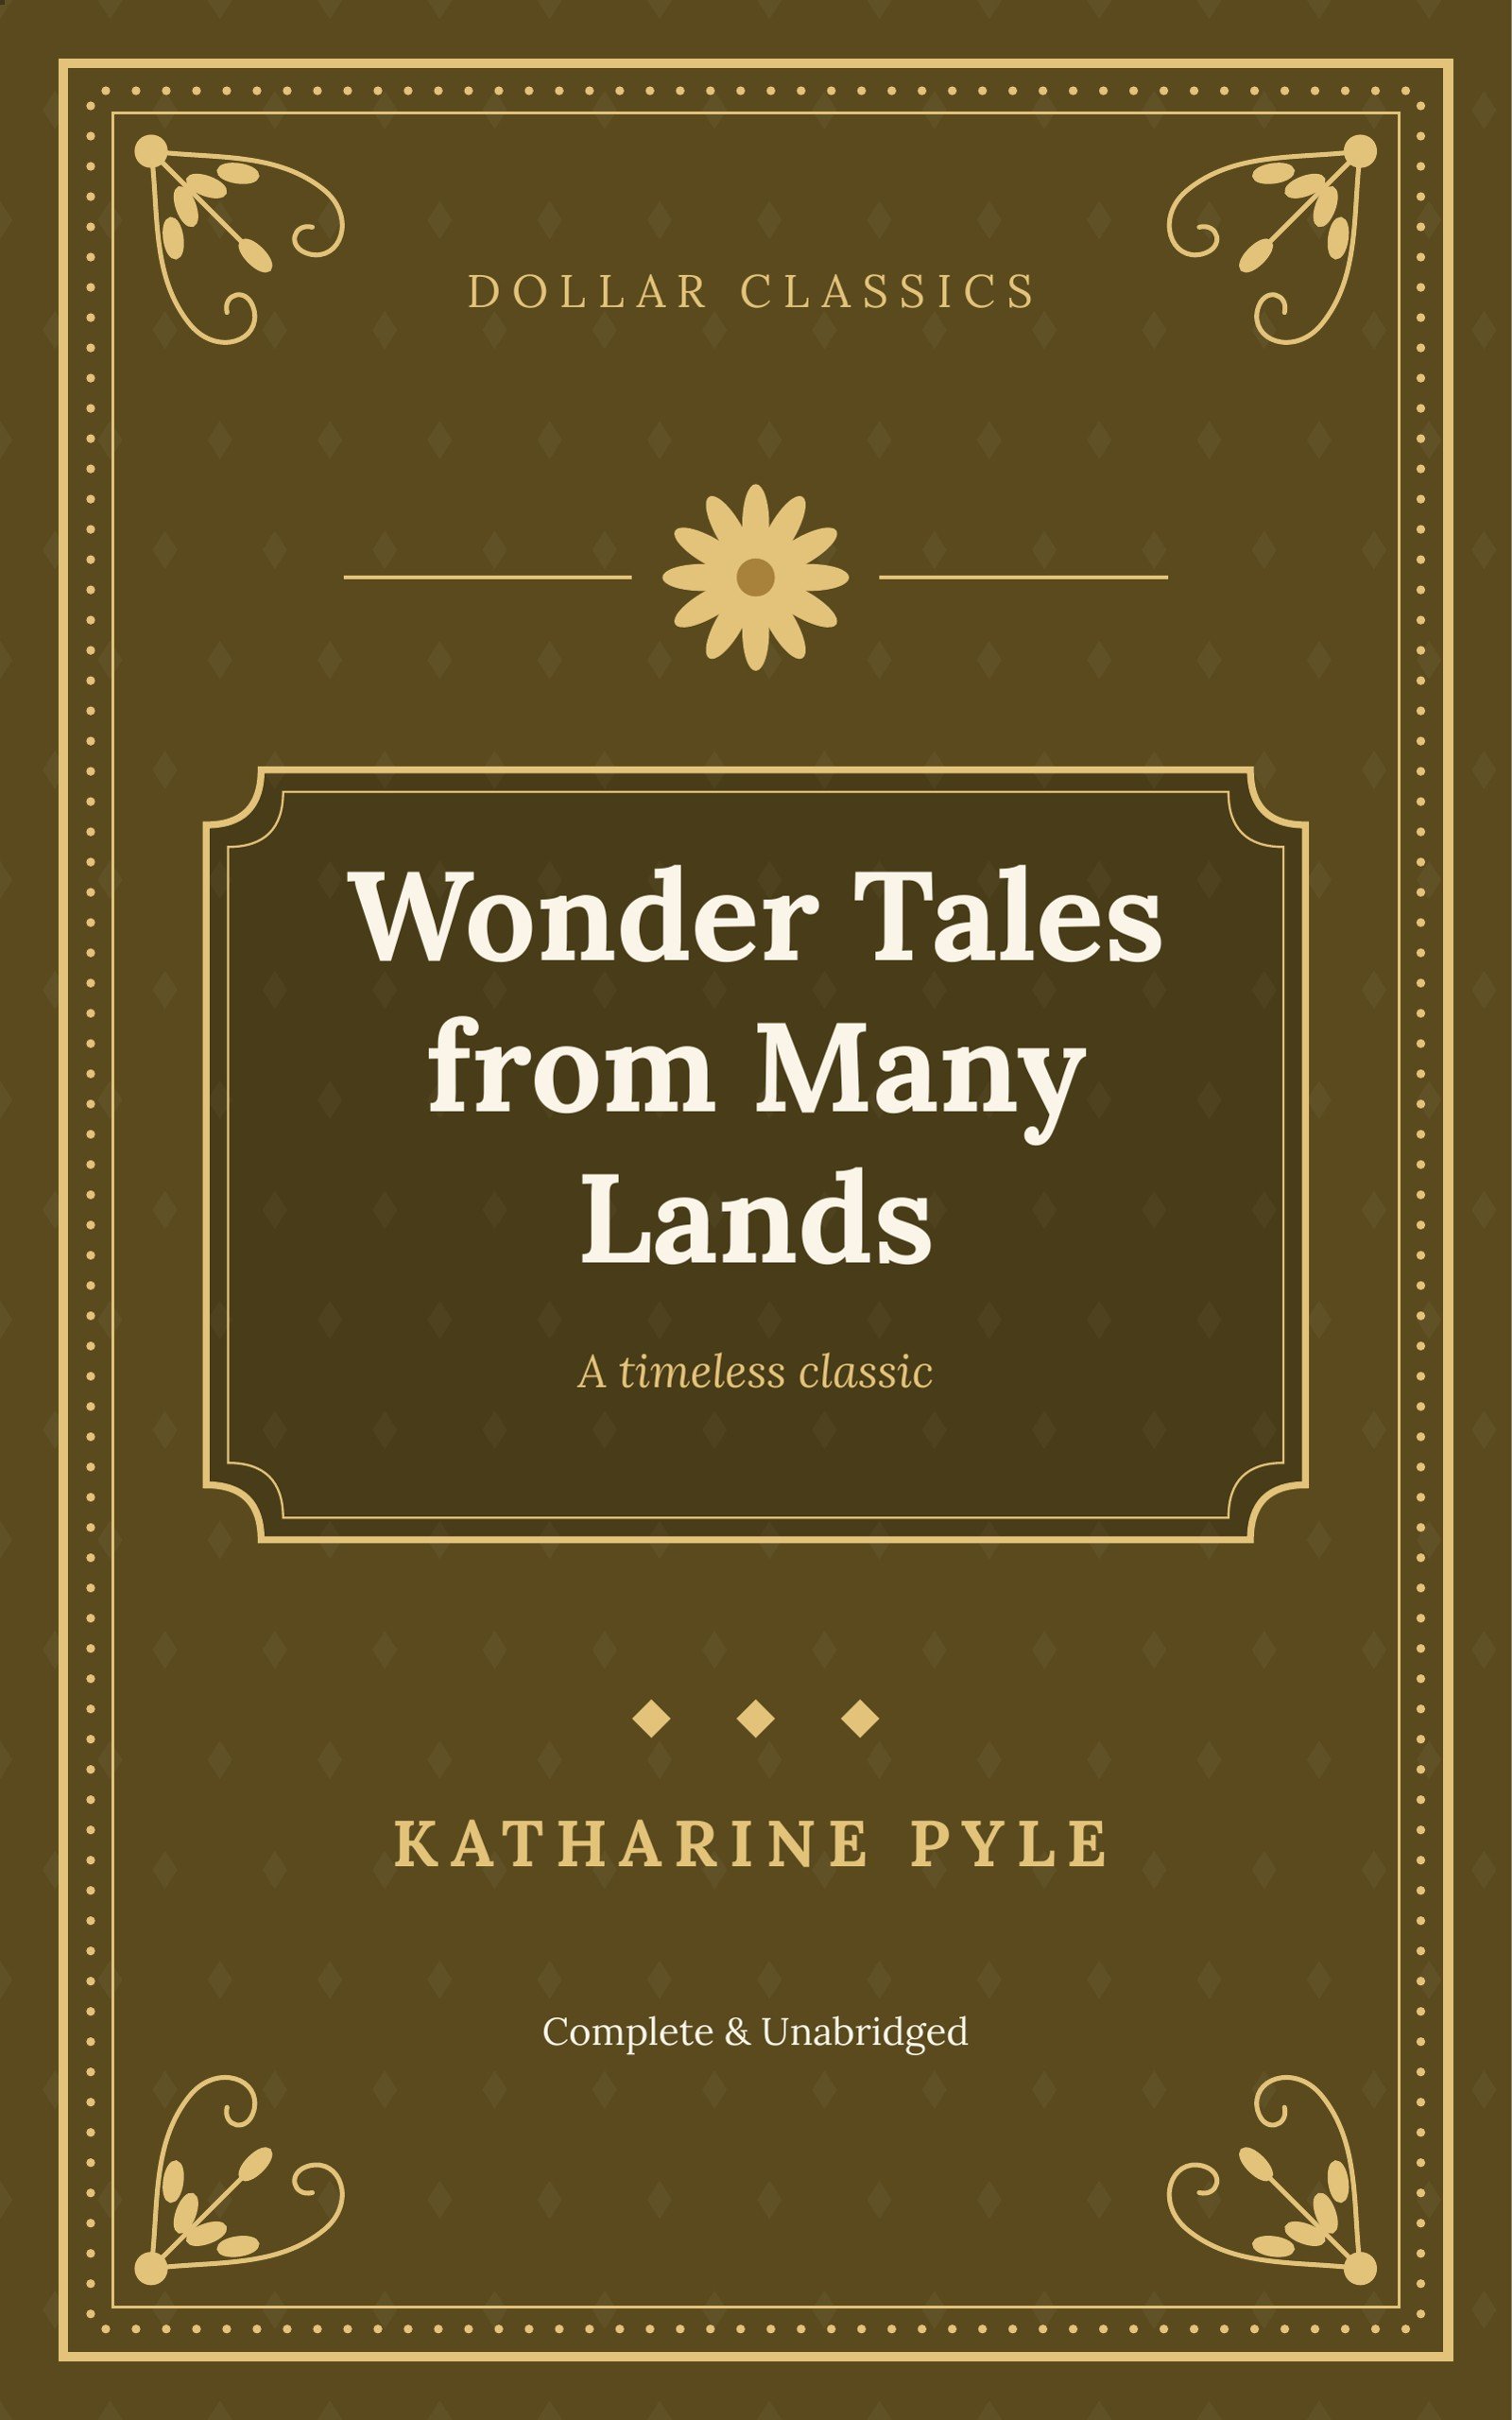 DOLLAR CLASSICS
Wonder Tales
from Many
Lands
A timeless classic
KATHARINE PYLE
Complete & Unabridged